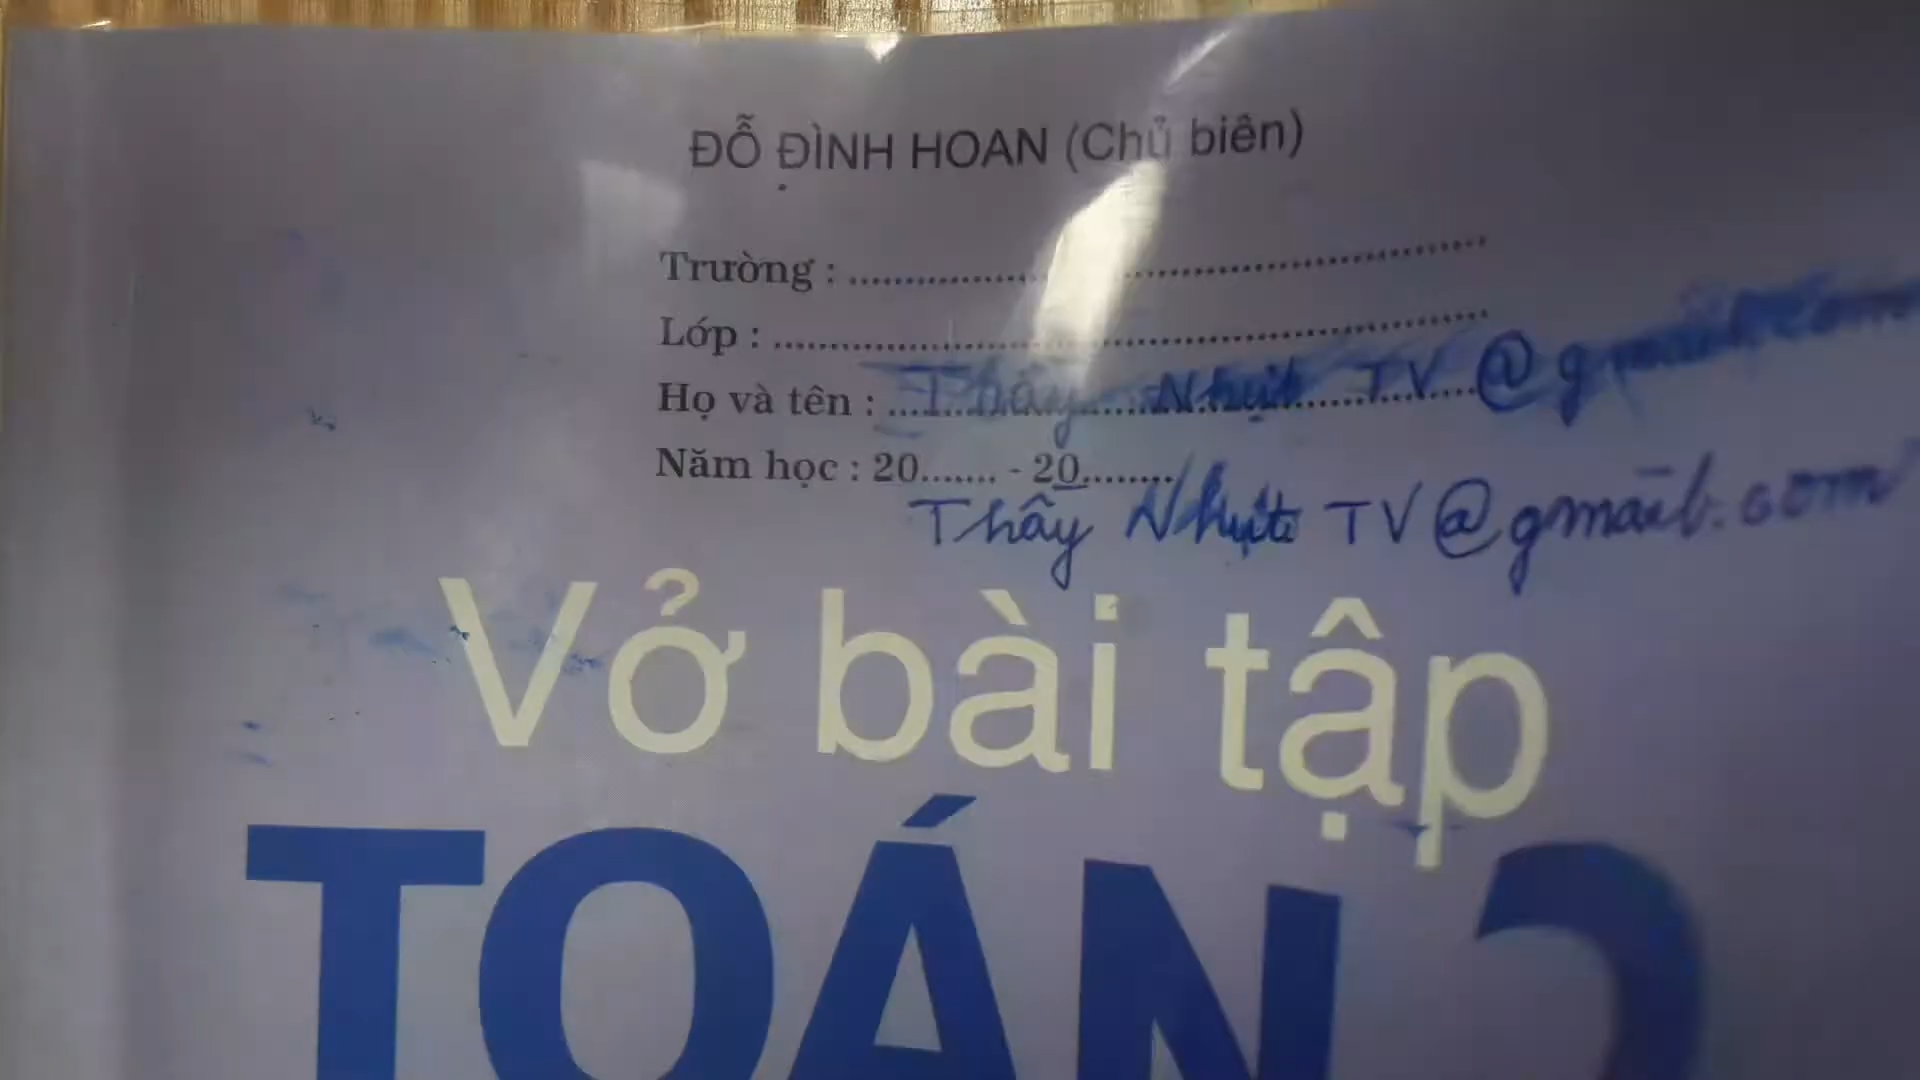 ĐỖ ĐÌNH HOAN (Chủ biên)
Trường : ........................................
Lớp : ........................................
Họ và tên : Thầy Nhựt TV @gmail.com
Năm học : 20....... - 20........
Thầy Nhựt TV@gmail.com
Vở bài tập
TOÁN 2